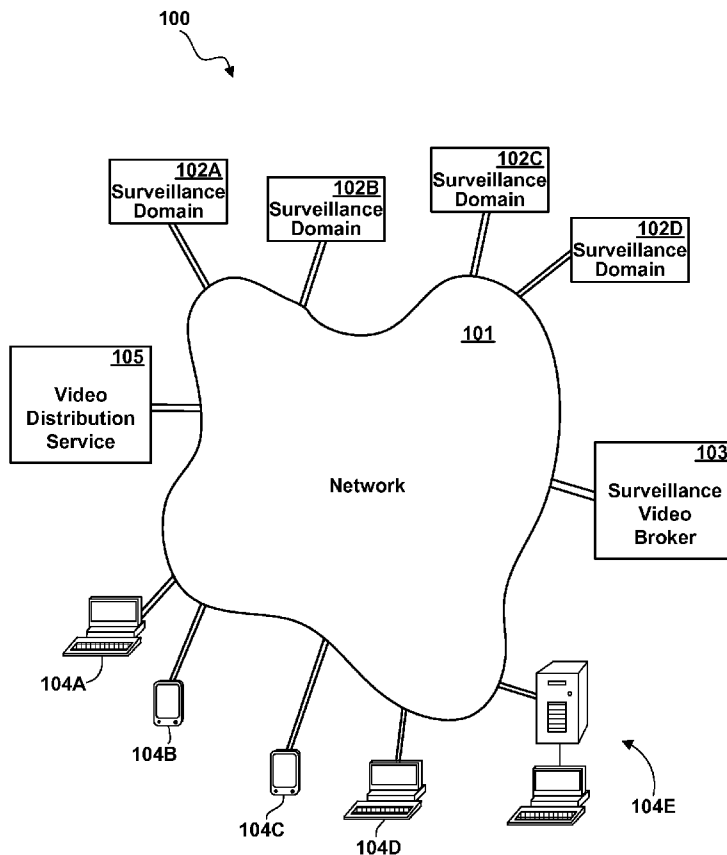 100
102A
Surveillance
Domain
102B
Surveillance
Domain
102C
Surveillance
Domain
102D
Surveillance
Domain
101
105
Video
Distribution
Service
Network
103
Surveillance
Video
Broker
104A
104B
104C
104D
104E